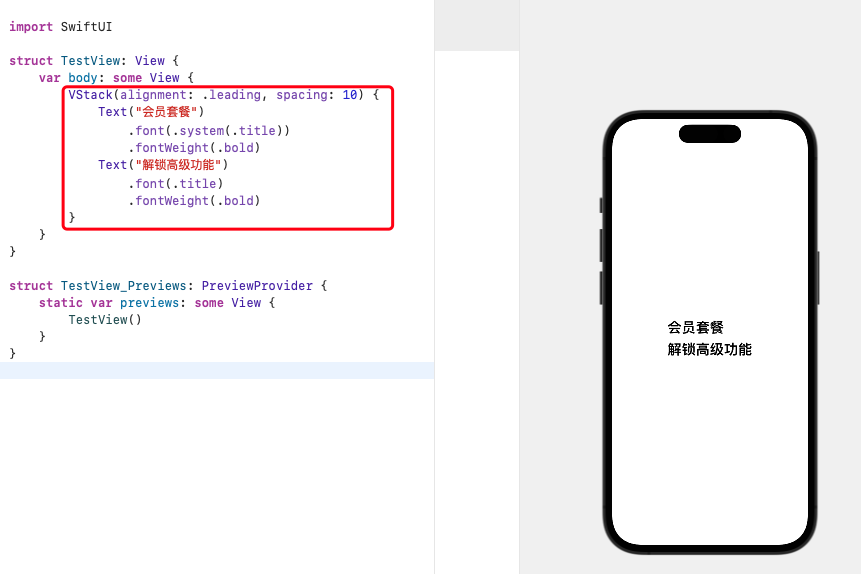 import SwiftUI
struct TestView: View {
var body: some View {
VStack(alignment: .leading, spacing: 10) {
Text("会员套餐")
.font(.system(.title))
.fontWeight(.bold)
Text("解锁高级功能")
.font(.title)
.fontWeight(.bold)
}
}
}
struct TestView_Previews: PreviewProvider {
static var previews: some View {
TestView()
}
}
会员套餐
解锁高级功能